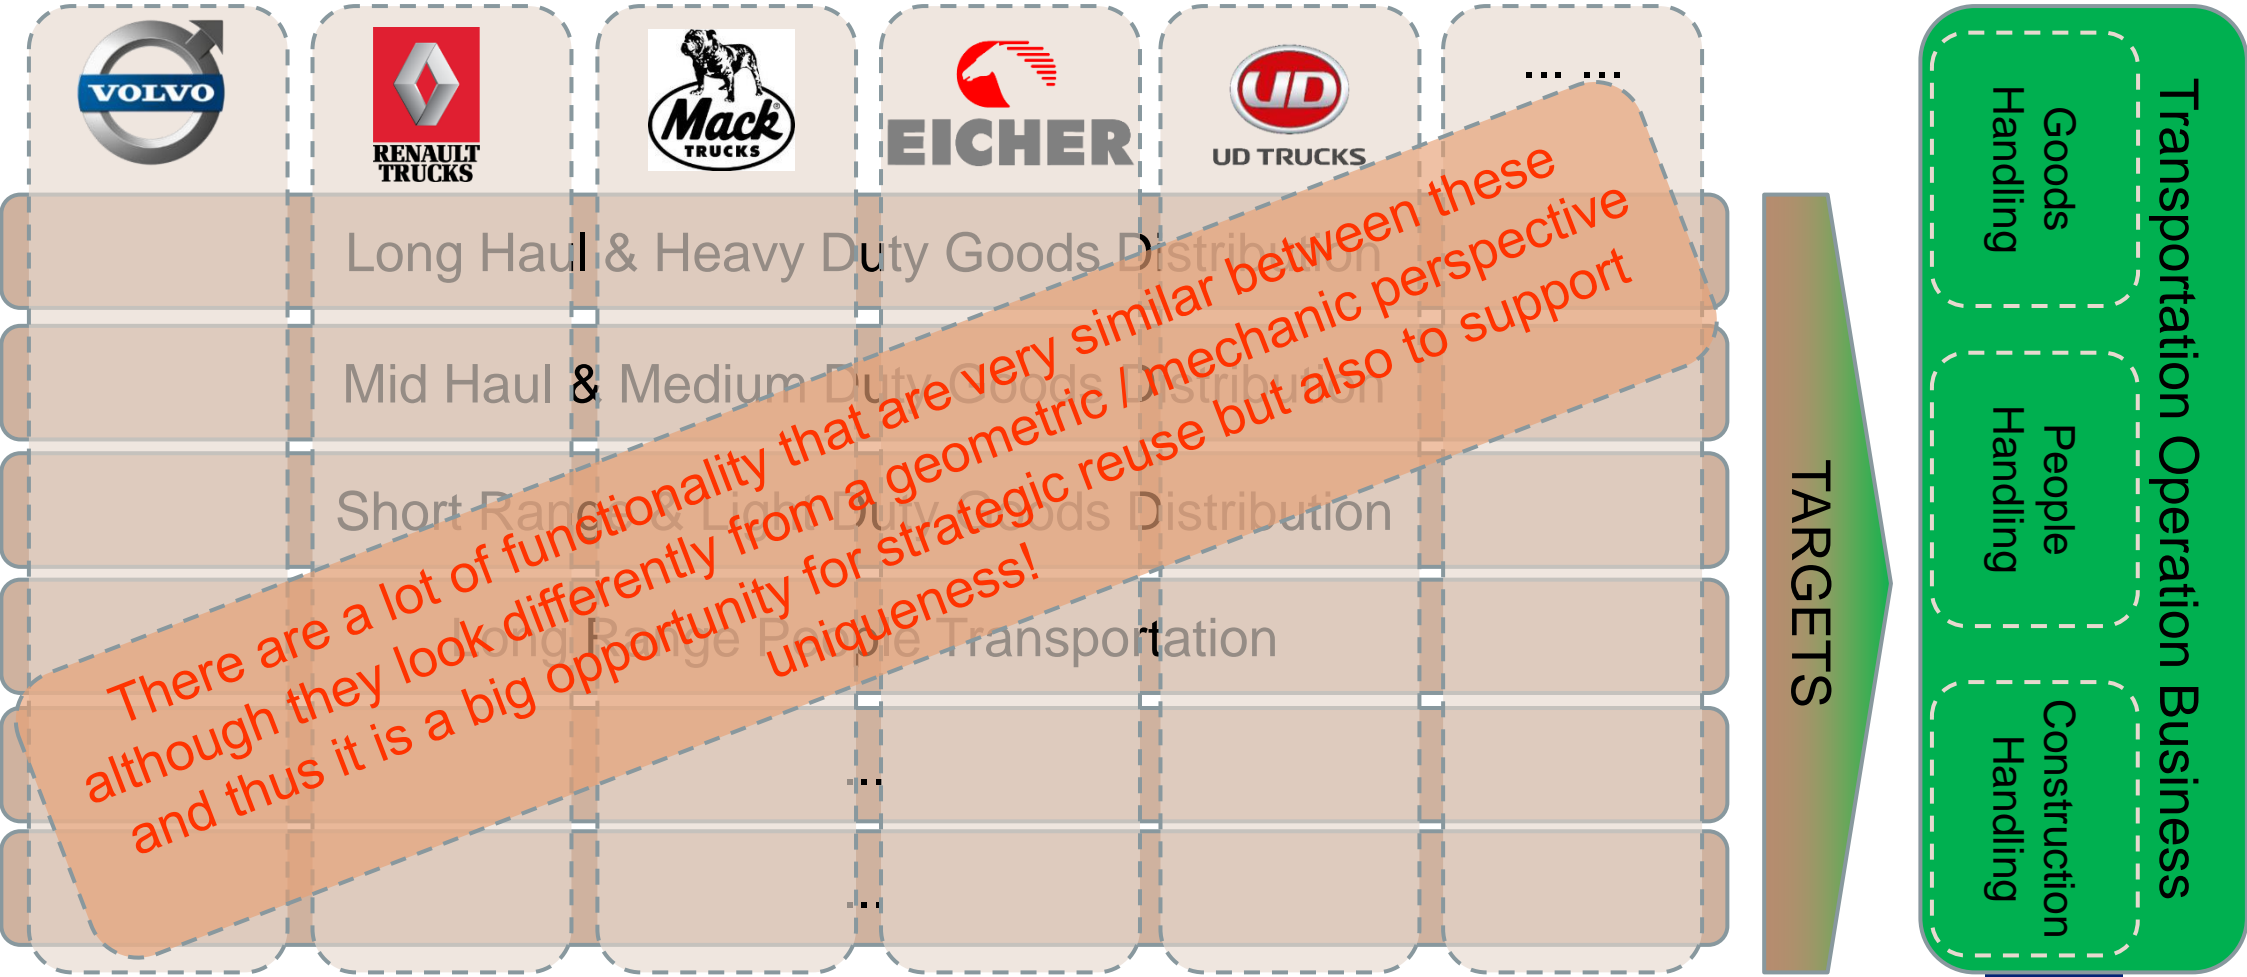 VOLVO
RENAULT
TRUCKS
Mack
TRUCKS
EICHER
UD
UD TRUCKS
... ...
Long Haul & Heavy Duty Goods Distribution
Mid Haul & Medium Duty Goods Distribution
Short Range & Light Duty Goods Distribution
Long Range People Transportation
...
...
There are a lot of functionality that are very similar between these
although they look differently from a geometric / mechanic perspective
and thus it is a big opportunity for strategic reuse but also to support
uniqueness!
TARGETS
Transportation Operation Business
Goods
Handling
People
Handling
Construction
Handling